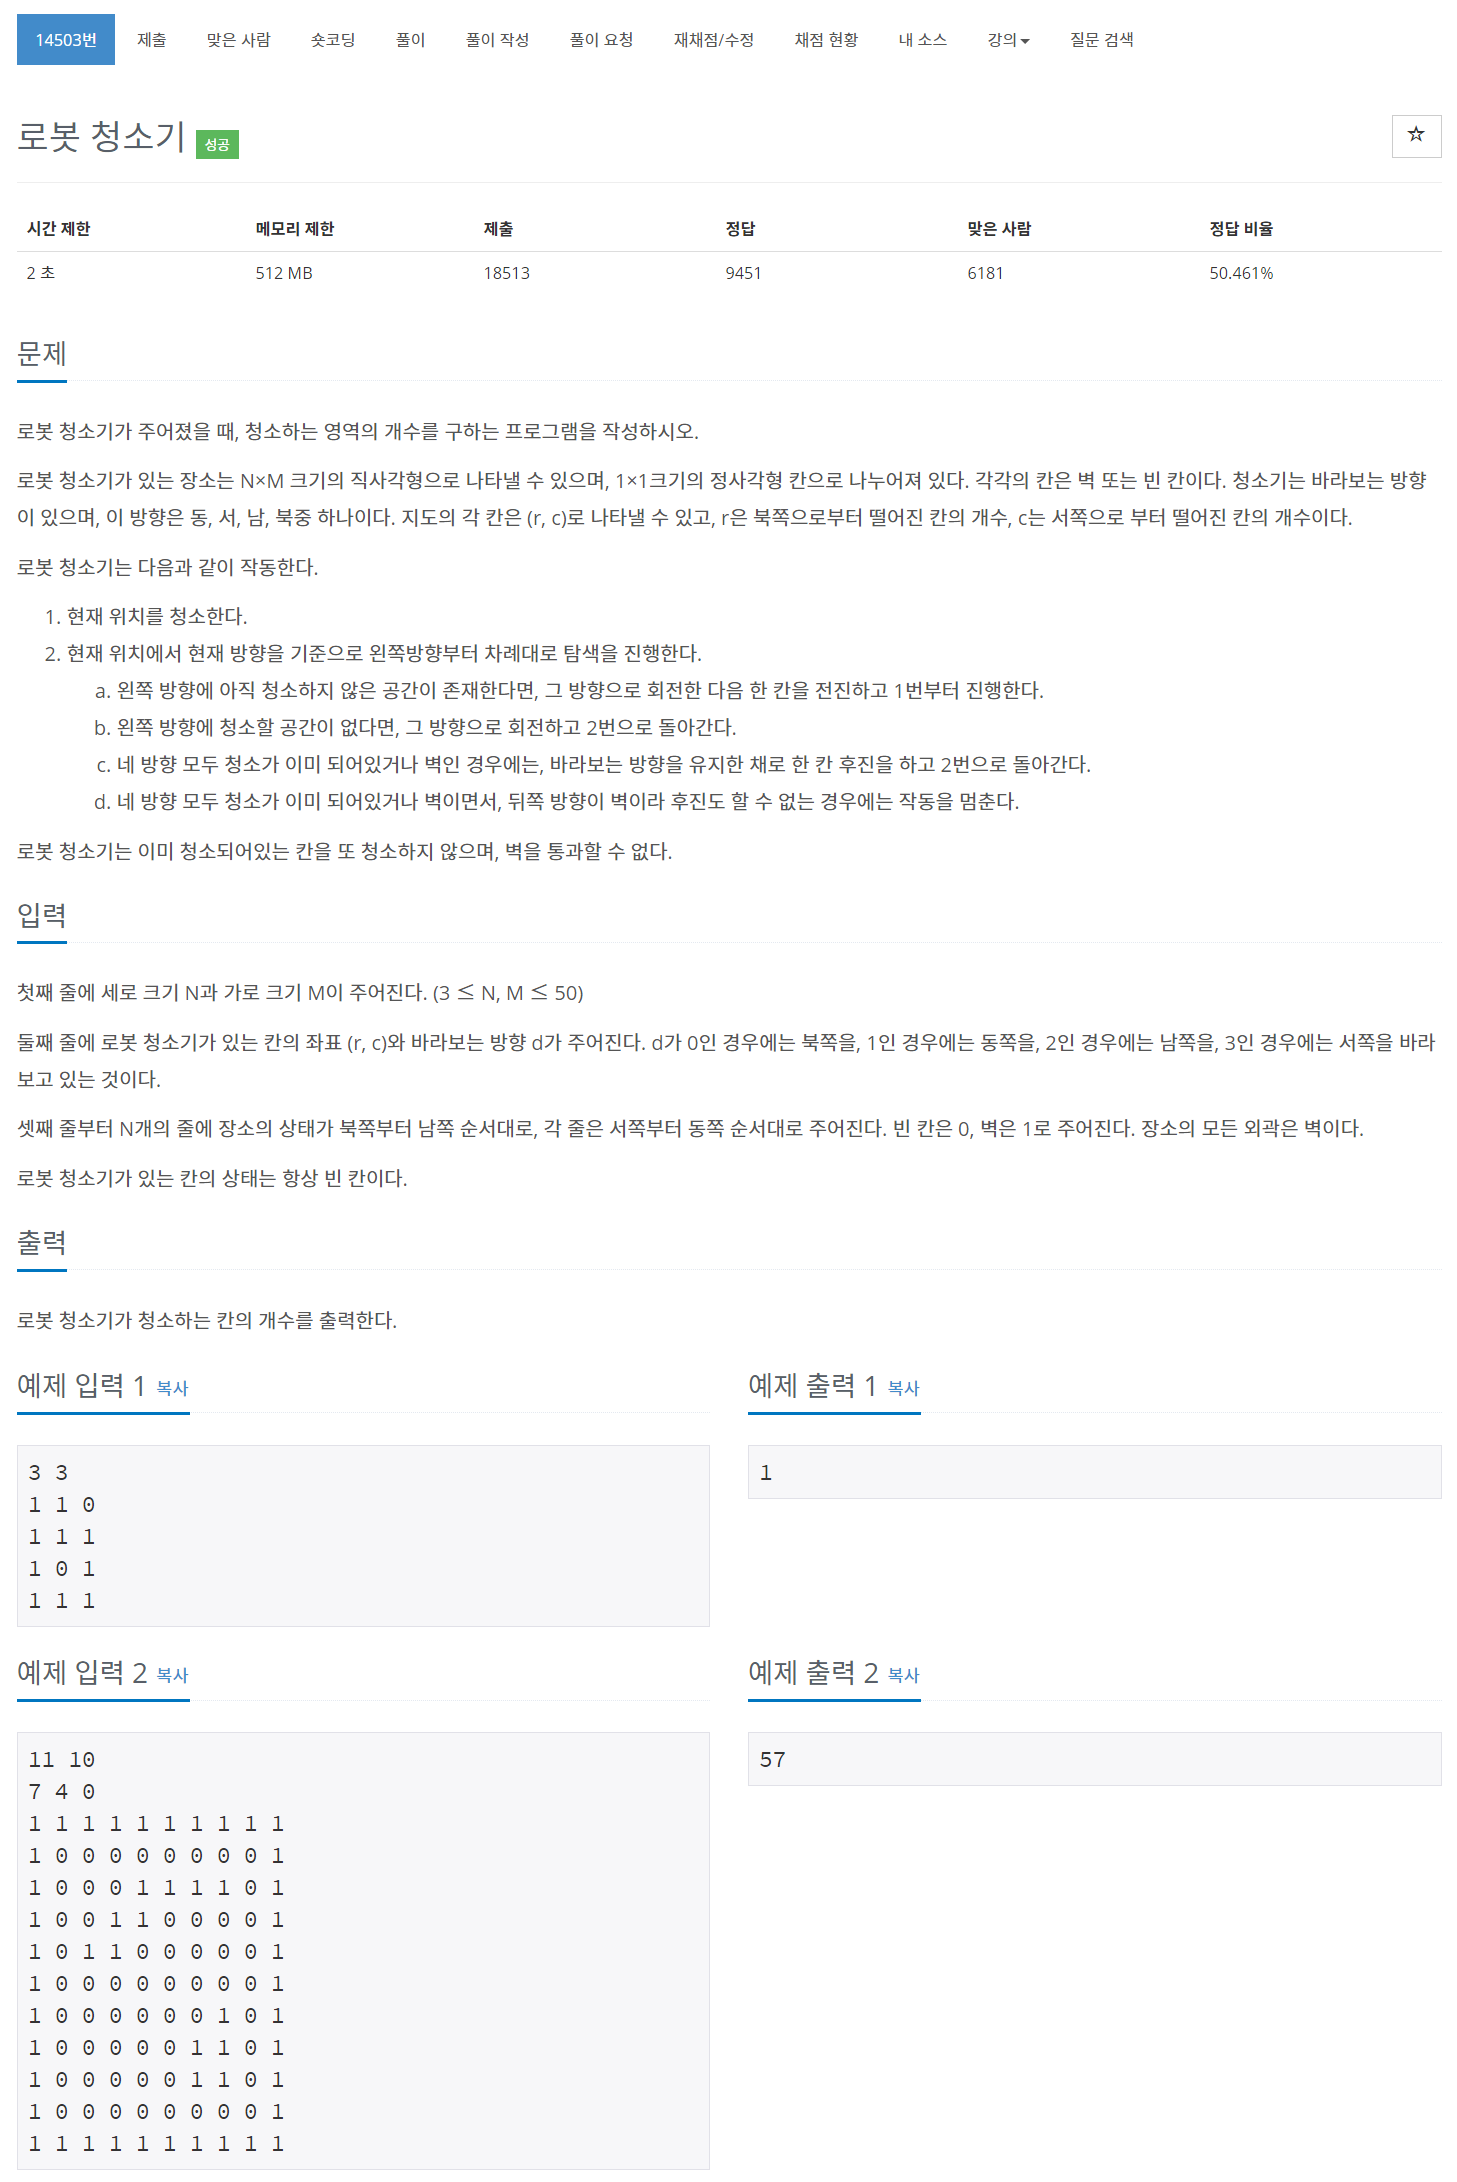 14503번 제출 맞은 사람 숏코딩 풀이 풀이 작성 풀이 요청 재채점/수정 채점 현황 내 소스 강의 질문 검색
로봇 청소기 성공
시간 제한 메모리 제한 제출 정답 맞은 사람 정답 비율
2 초 512 MB 18513 9451 6181 50.461%
문제
로봇 청소기가 주어졌을 때, 청소하는 영역의 개수를 구하는 프로그램을 작성하시오.
로봇 청소기가 있는 장소는 N×M 크기의 직사각형으로 나타낼 수 있으며, 1×1크기의 정사각형 칸으로 나누어져 있다. 각각의 칸은 벽 또는 빈 칸이다. 청소기는 바라보는 방향
이 있으며, 이 방향은 동, 서, 남, 북중 하나이다. 지도의 각 칸은 (r, c)로 나타낼 수 있고, r은 북쪽으로부터 떨어진 칸의 개수, c는 서쪽으로 부터 떨어진 칸의 개수이다.
로봇 청소기는 다음과 같이 작동한다.
1. 현재 위치를 청소한다.
2. 현재 위치에서 현재 방향을 기준으로 왼쪽방향부터 차례대로 탐색을 진행한다.
a. 왼쪽 방향에 아직 청소하지 않은 공간이 존재한다면, 그 방향으로 회전한 다음 한 칸을 전진하고 1번부터 진행한다.
b. 왼쪽 방향에 청소할 공간이 없다면, 그 방향으로 회전하고 2번으로 돌아간다.
c. 네 방향 모두 청소가 이미 되어있거나 벽인 경우에는, 바라보는 방향을 유지한 채로 한 칸 후진을 하고 2번으로 돌아간다.
d. 네 방향 모두 청소가 이미 되어있거나 벽이면서, 뒤쪽 방향이 벽이라 후진도 할 수 없는 경우에는 작동을 멈춘다.
로봇 청소기는 이미 청소되어있는 칸을 또 청소하지 않으며, 벽을 통과할 수 없다.
입력
첫째 줄에 세로 크기 N과 가로 크기 M이 주어진다. (3 ≤ N, M ≤ 50)
둘째 줄에 로봇 청소기가 있는 칸의 좌표 (r, c)와 바라보는 방향 d가 주어진다. d가 0인 경우에는 북쪽을, 1인 경우에는 동쪽을, 2인 경우에는 남쪽을, 3인 경우에는 서쪽을 바라
보고 있는 것이다.
셋째 줄부터 N개의 줄에 장소의 상태가 북쪽부터 남쪽 순서대로, 각 줄은 서쪽부터 동쪽 순서대로 주어진다. 빈 칸은 0, 벽은 1로 주어진다. 장소의 모든 외곽은 벽이다.
로봇 청소기가 있는 칸의 상태는 항상 빈 칸이다.
출력
로봇 청소기가 청소하는 칸의 개수를 출력한다.
예제 입력 1 복사
3 3
1 1 0
1 1 1
1 0 1
1 1 1
예제 출력 1 복사
1
예제 입력 2 복사
11 10
7 4 0
1 1 1 1 1 1 1 1 1 1
1 0 0 0 0 0 0 0 0 1
1 0 0 0 1 1 1 1 0 1
1 0 0 1 1 0 0 0 0 1
1 0 1 1 0 0 0 0 0 1
1 0 0 0 0 0 0 0 0 1
1 0 0 0 0 0 0 1 0 1
1 0 0 0 0 0 1 1 0 1
1 0 0 0 0 0 1 1 0 1
1 0 0 0 0 0 0 0 0 1
1 1 1 1 1 1 1 1 1 1
예제 출력 2 복사
57